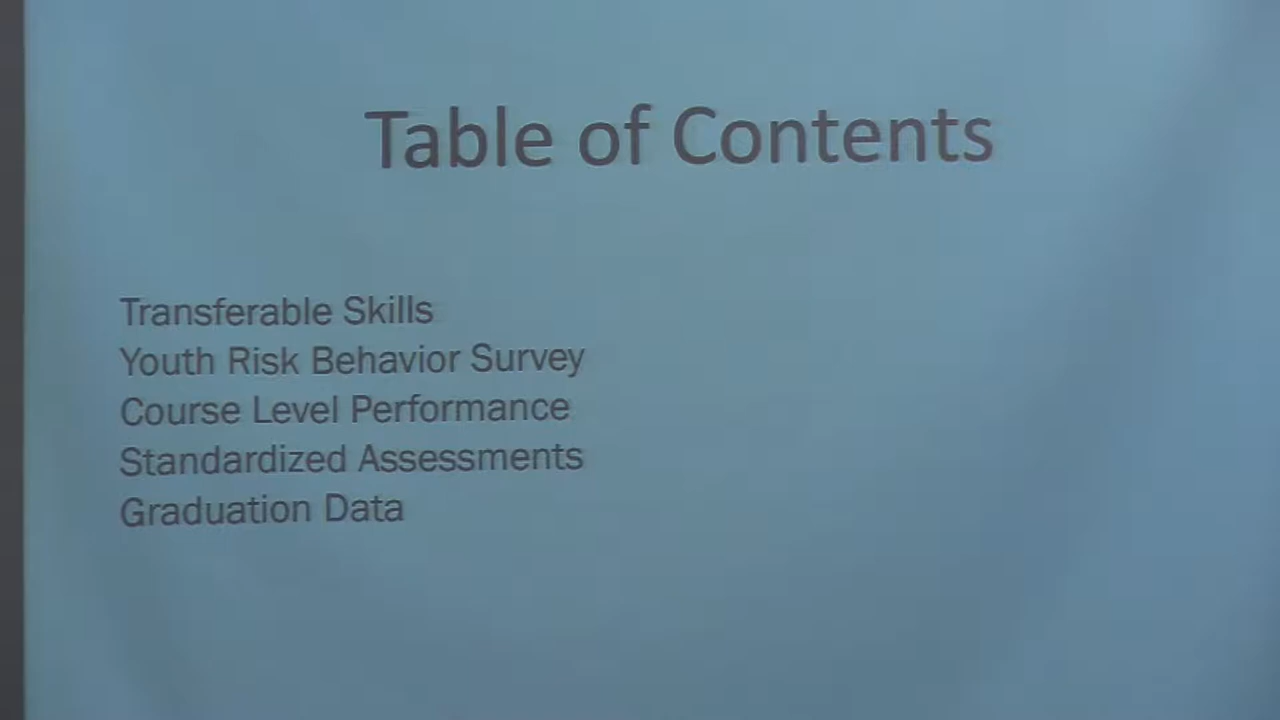 Table of Contents
Transferable Skills
Youth Risk Behavior Survey
Course Level Performance
Standardized Assessments
Graduation Data